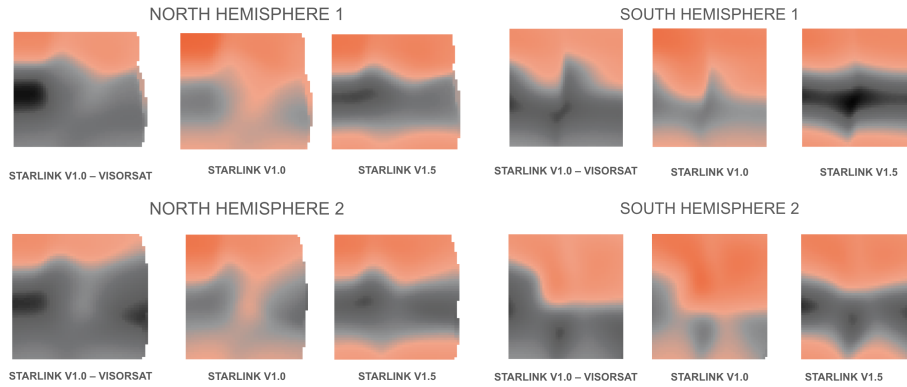 NORTH HEMISPHERE 1
SOUTH HEMISPHERE 1
STARLINK V1.0 – VISORSAT
STARLINK V1.0
STARLINK V1.5
STARLINK V1.0 – VISORSAT
STARLINK V1.0
STARLINK V1.5
NORTH HEMISPHERE 2
SOUTH HEMISPHERE 2
STARLINK V1.0 – VISORSAT
STARLINK V1.0
STARLINK V1.5
STARLINK V1.0 – VISORSAT
STARLINK V1.0
STARLINK V1.5